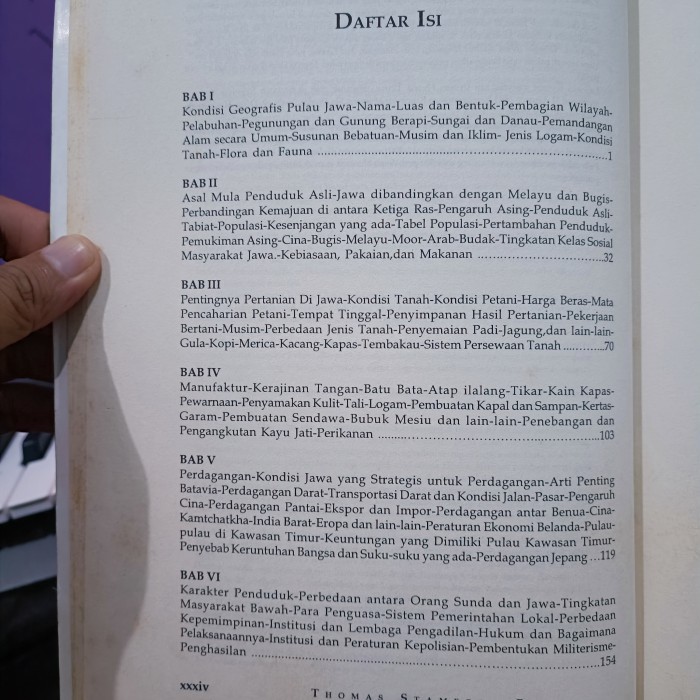 DAFTAR ISI
BAB I
Kondisi Geografis Pulau Jawa-Nama-Luas dan Bentuk-Pembagian Wilayah-
Pelabuhan-Pegunungan dan Gunung Berapi-Sungai dan Danau-Pemandangan
Alam secara Umum-Susunan Bebatuan-Musim dan Iklim- Jenis Logam-Kondisi
Tanah-Flora dan Fauna ....................................................................1
BAB II
Asal Mula Penduduk Asli-Jawa dibandingkan dengan Melayu dan Bugis-
Perbandingan Kemajuan di antara Ketiga Ras-Pengaruh Asing-Penduduk Asli-
Tabiat-Populasi-Kesenjangan yang ada-Tabel Populasi-Pertambahan Penduduk-
Pemukiman Asing-Cina-Bugis-Melayu-Moor-Arab-Budak-Tingkatan Kelas Sosial
Masyarakat Jawa.-Kebiasaan, Pakaian,dan Makanan ..............................32
BAB III
Pentingnya Pertanian Di Jawa-Kondisi Tanah-Kondisi Petani-Harga Beras-Mata
Pencaharian Petani-Tempat Tinggal-Penyimpanan Hasil Pertanian-Pekerjaan
Bertani-Musim-Perbedaan Jenis Tanah-Penyemaian Padi-Jagung,dan lain-lain-
Gula-Kopi-Merica-Kacang-Kapas-Tembakau-Sistem Persewaan Tanah ............70
BAB IV
Manufaktur-Kerajinan Tangan-Batu Bata-Atap ilalang-Tikar-Kain Kapas-
Pewarnaan-Penyamakan Kulit-Tali-Logam-Pembuatan Kapal dan Sampan-Kertas-
Garam-Pembuatan Sendawa-Bubuk Mesiu dan lain-lain-Penebangan dan
Pengangkutan Kayu Jati-Perikanan .....................................................103
BAB V
Perdagangan-Kondisi Jawa yang Strategis untuk Perdagangan-Arti Penting
Batavia-Perdagangan Darat-Transportasi Darat dan Kondisi Jalan-Pasar-Pengaruh
Cina-Perdagangan Pantai-Ekspor dan Impor-Perdagangan antar Benua-Cina-
Kamtchatkha-India Barat-Eropa dan lain-lain-Peraturan Ekonomi Belanda-Pulau-
pulau di Kawasan Timur-Keuntungan yang Dimiliki Pulau Kawasan Timur-
Penyebab Keruntuhan Bangsa dan Suku-suku yang ada-Perdagangan Jepang ...119
BAB VI
Karakter Penduduk-Perbedaan antara Orang Sunda dan Jawa-Tingkatan
Masyarakat Bawah-Para Penguasa-Sistem Pemerintahan Lokal-Perbedaan
Kepemimpinan-Institusi dan Lembaga Pengadilan-Hukum dan Bagaimana
Pelaksanaannya-Institusi dan Peraturan Kepolisian-Pembentukan Militerisme-
Penghasilan ..............................................................................154
xxxiv
THOMAS